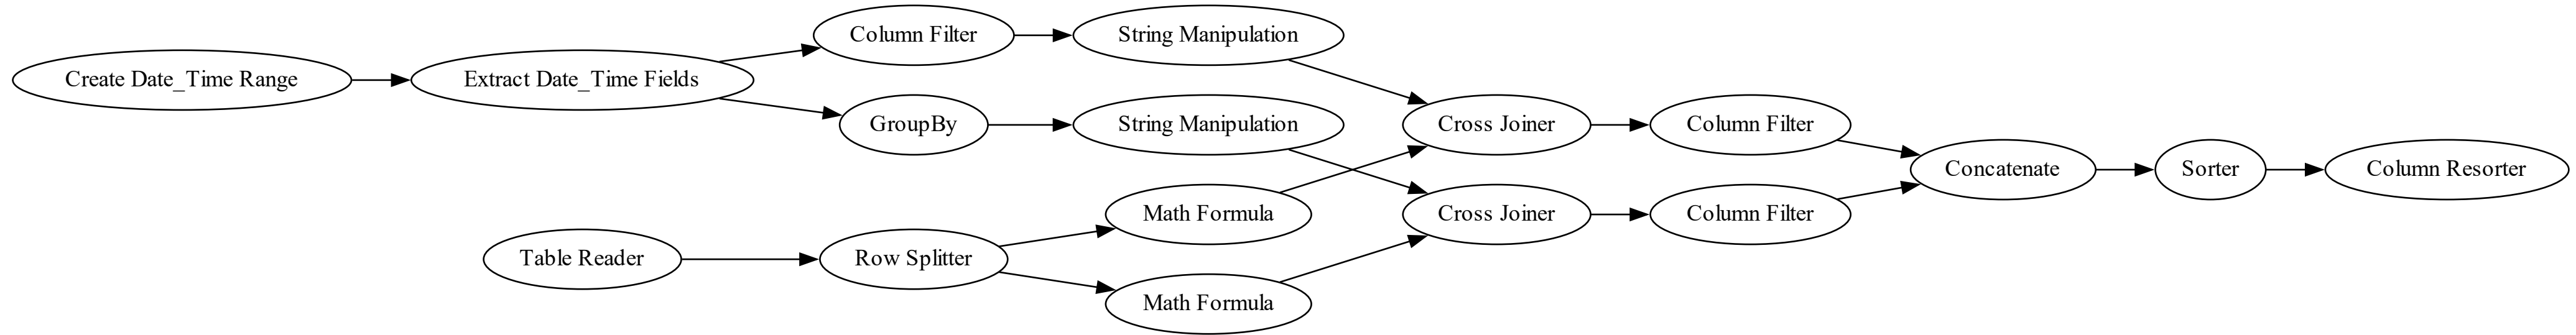 Create Date_Time Range
Extract Date_Time Fields
Column Filter
String Manipulation
GroupBy
String Manipulation
Table Reader
Row Splitter
Math Formula
Math Formula
Cross Joiner
Cross Joiner
Column Filter
Column Filter
Concatenate
Sorter
Column Resorter